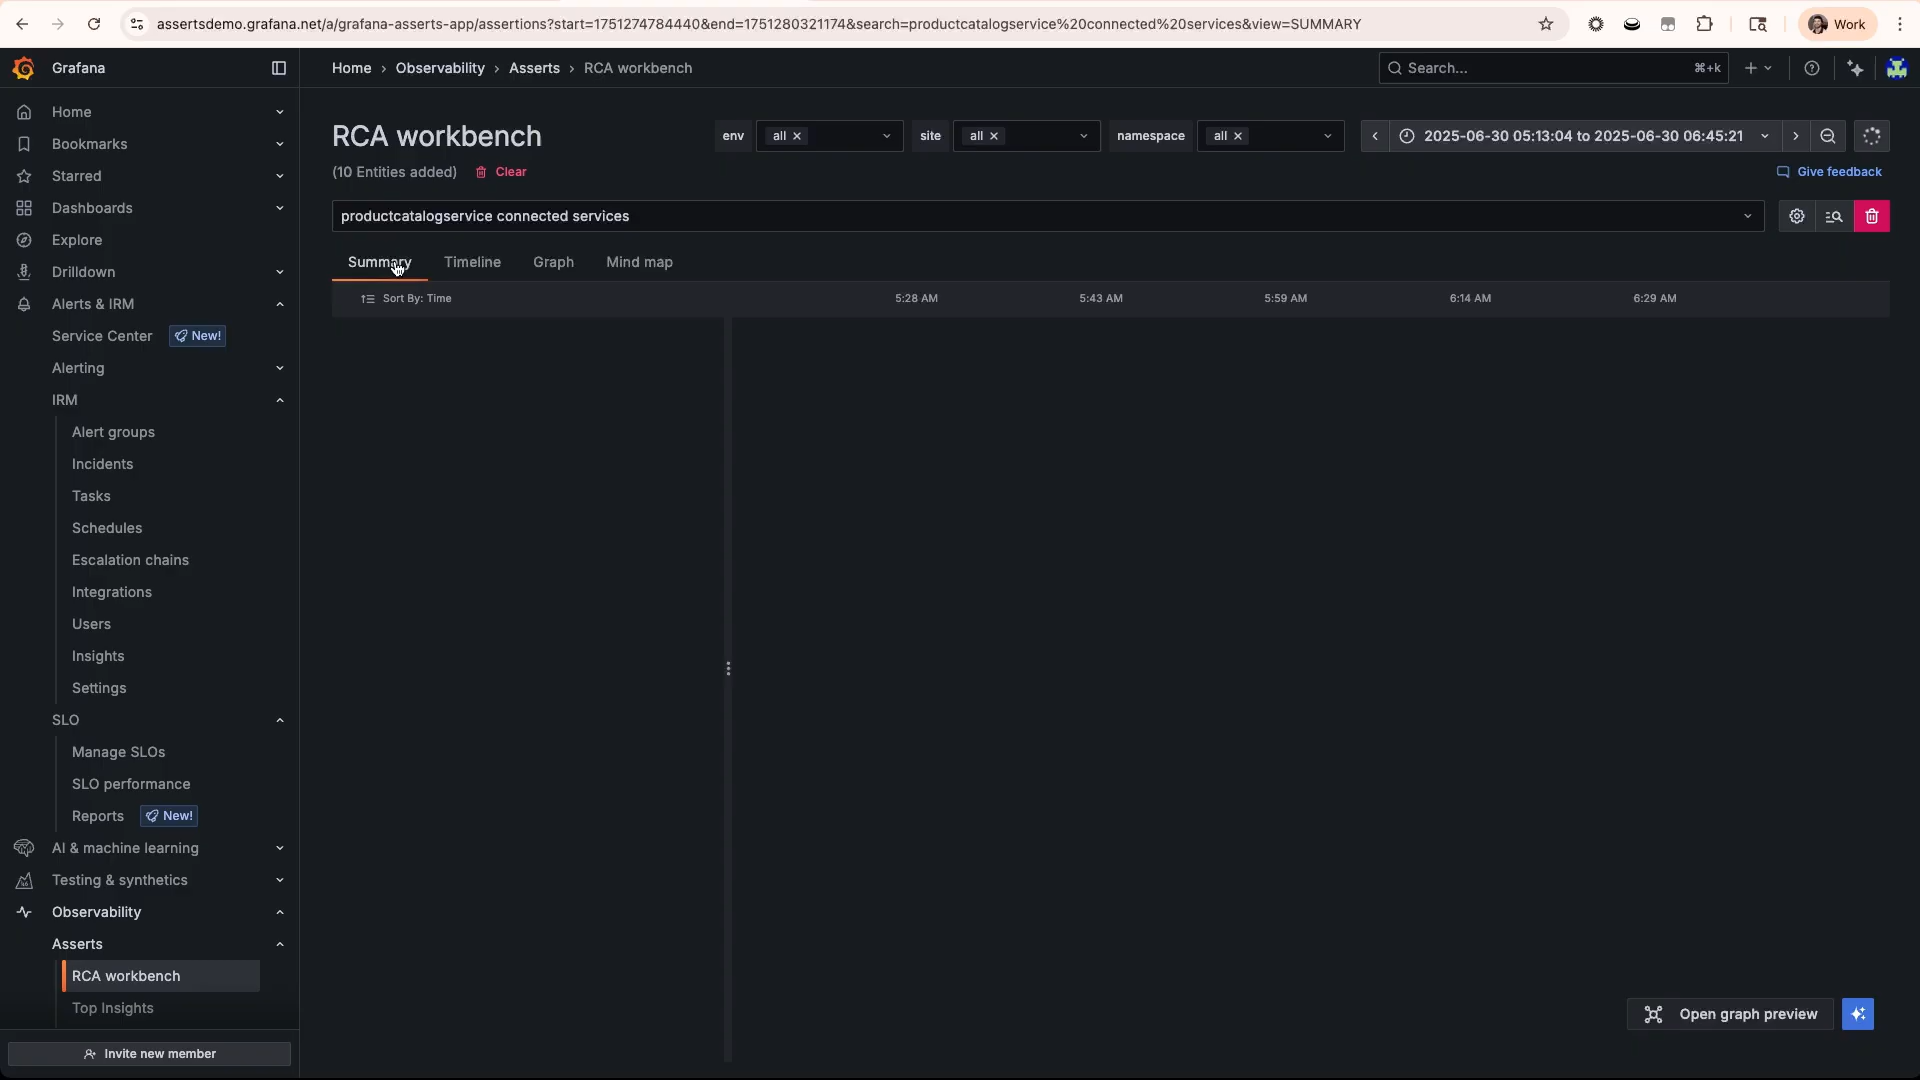 assertsdemo.grafana.net/a/grafana-asserts-app/assertions?start=1751274784440&end=1751280321174&search=productcatalogservice%20connected%20services&view=SUMMARY
Work
Grafana
Home › Observability › Asserts › RCA workbench
Search...
⌘+k
Home
Bookmarks
Starred
Dashboards
Explore
Drilldown
Alerts & IRM
Service Center
New!
Alerting
IRM
Alert groups
Incidents
Tasks
Schedules
Escalation chains
Integrations
Users
Insights
Settings
SLO
Manage SLOs
SLO performance
Reports
New!
AI & machine learning
Testing & synthetics
Observability
Asserts
RCA workbench
Top Insights
Invite new member
RCA workbench
env
all
site
all
namespace
all
2025-06-30 05:13:04 to 2025-06-30 06:45:21
(10 Entities added)
Clear
Give feedback
productcatalogservice connected services
Summary
Timeline
Graph
Mind map
Sort By: Time
5:28 AM
5:43 AM
5:59 AM
6:14 AM
6:29 AM
Open graph preview